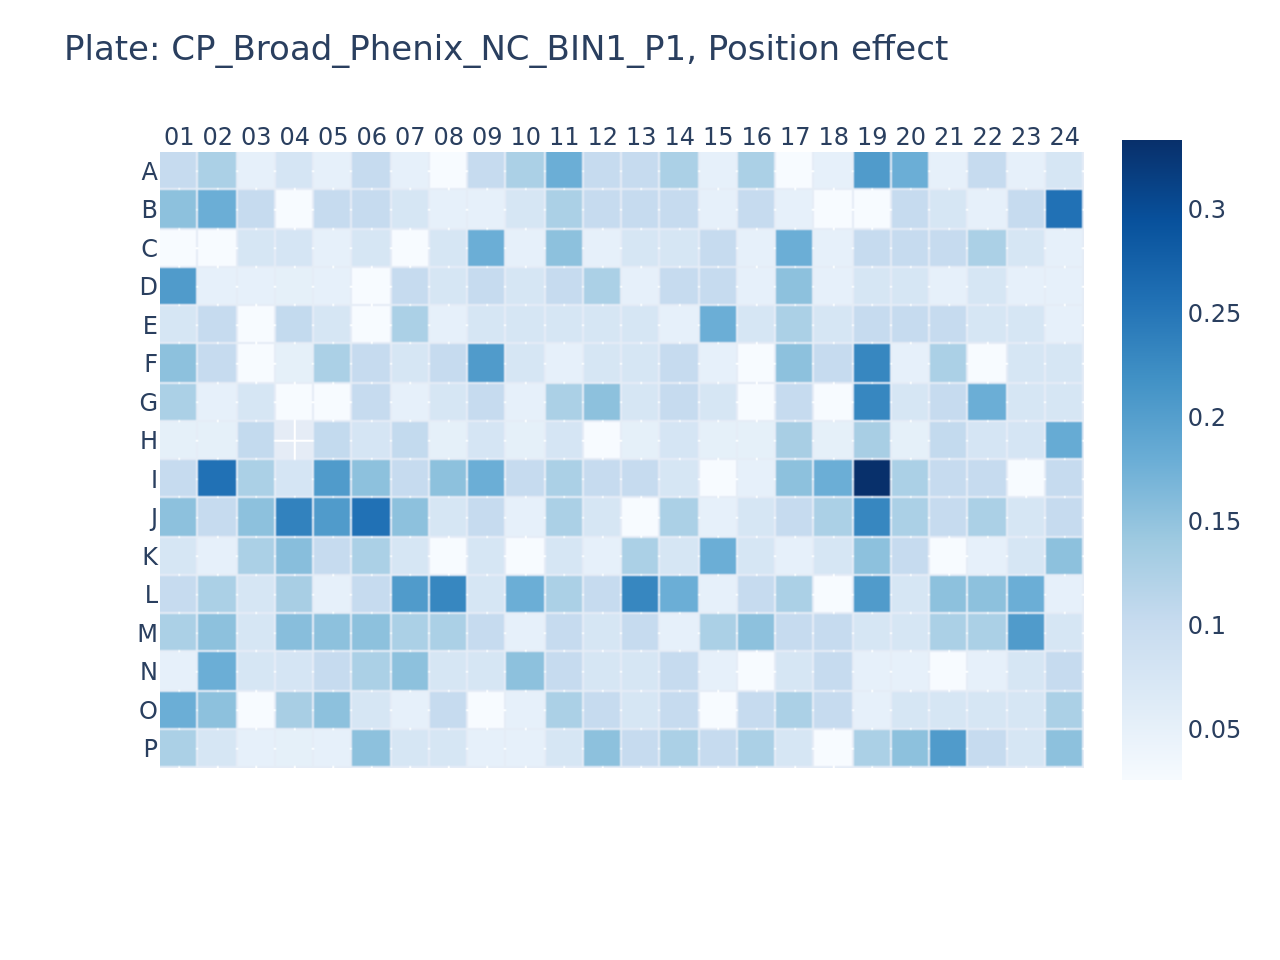 Plate: CP_Broad_Phenix_NC_BIN1_P1, Position effect
01 02 03 04 05 06 07 08 09 10 11 12 13 14 15 16 17 18 19 20 21 22 23 24
A
B
C
D
E
F
G
H
I
J
K
L
M
N
O
P
0.3
0.25
0.2
0.15
0.1
0.05